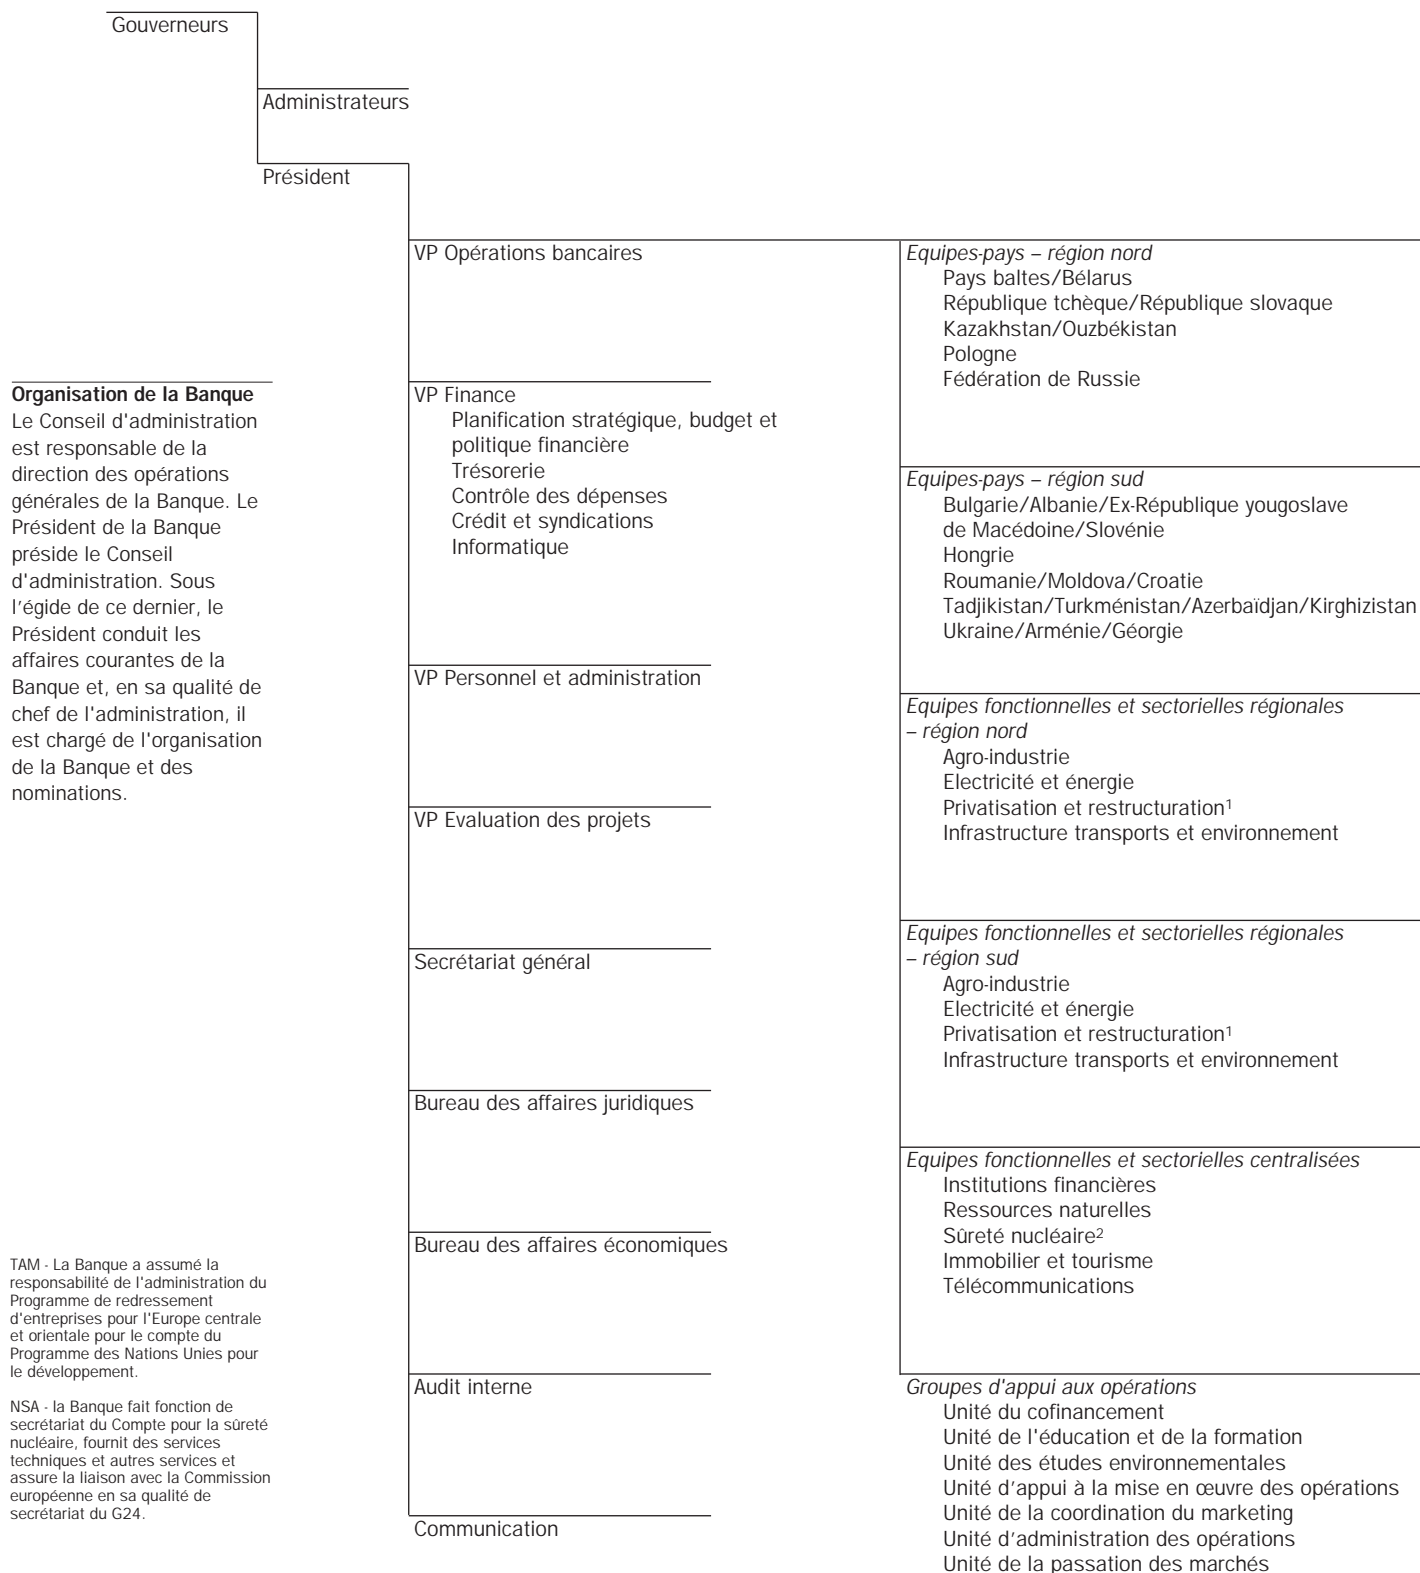 Gouverneurs
Administrateurs
Président
Organisation de la Banque
Le Conseil d'administration
est responsable de la
direction des opérations
générales de la Banque. Le
Président de la Banque
préside le Conseil
d'administration. Sous
l’égide de ce dernier, le
Président conduit les
affaires courantes de la
Banque et, en sa qualité de
chef de l'administration, il
est chargé de l'organisation
de la Banque et des
nominations.
TAM - La Banque a assumé la
responsabilité de l'administration du
Programme de redressement
d'entreprises pour l'Europe centrale
et orientale pour le compte du
Programme des Nations Unies pour
le développement.
NSA - la Banque fait fonction de
secrétariat du Compte pour la sûreté
nucléaire, fournit des services
techniques et autres services et
assure la liaison avec la Commission
européenne en sa qualité de
secrétariat du G24.
VP Opérations bancaires
VP Finance
Planification stratégique, budget et
politique financière
Trésorerie
Contrôle des dépenses
Crédit et syndications
Informatique
VP Personnel et administration
VP Evaluation des projets
Secrétariat général
Bureau des affaires juridiques
Bureau des affaires économiques
Audit interne
Communication
Equipes-pays – région nord
Pays baltes/Bélarus
République tchèque/République slovaque
Kazakhstan/Ouzbékistan
Pologne
Fédération de Russie
Equipes-pays – région sud
Bulgarie/Albanie/Ex-République yougoslave
de Macédoine/Slovénie
Hongrie
Roumanie/Moldova/Croatie
Tadjikistan/Turkménistan/Azerbaïdjan/Kirghizistan
Ukraine/Arménie/Géorgie
Equipes fonctionnelles et sectorielles régionales
– région nord
Agro-industrie
Electricité et énergie
Privatisation et restructuration¹
Infrastructure transports et environnement
Equipes fonctionnelles et sectorielles régionales
– région sud
Agro-industrie
Electricité et énergie
Privatisation et restructuration¹
Infrastructure transports et environnement
Equipes fonctionnelles et sectorielles centralisées
Institutions financières
Ressources naturelles
Sûreté nucléaire²
Immobilier et tourisme
Télécommunications
Groupes d'appui aux opérations
Unité du cofinancement
Unité de l'éducation et de la formation
Unité des études environnementales
Unité d’appui à la mise en œuvre des opérations
Unité de la coordination du marketing
Unité d’administration des opérations
Unité de la passation des marchés